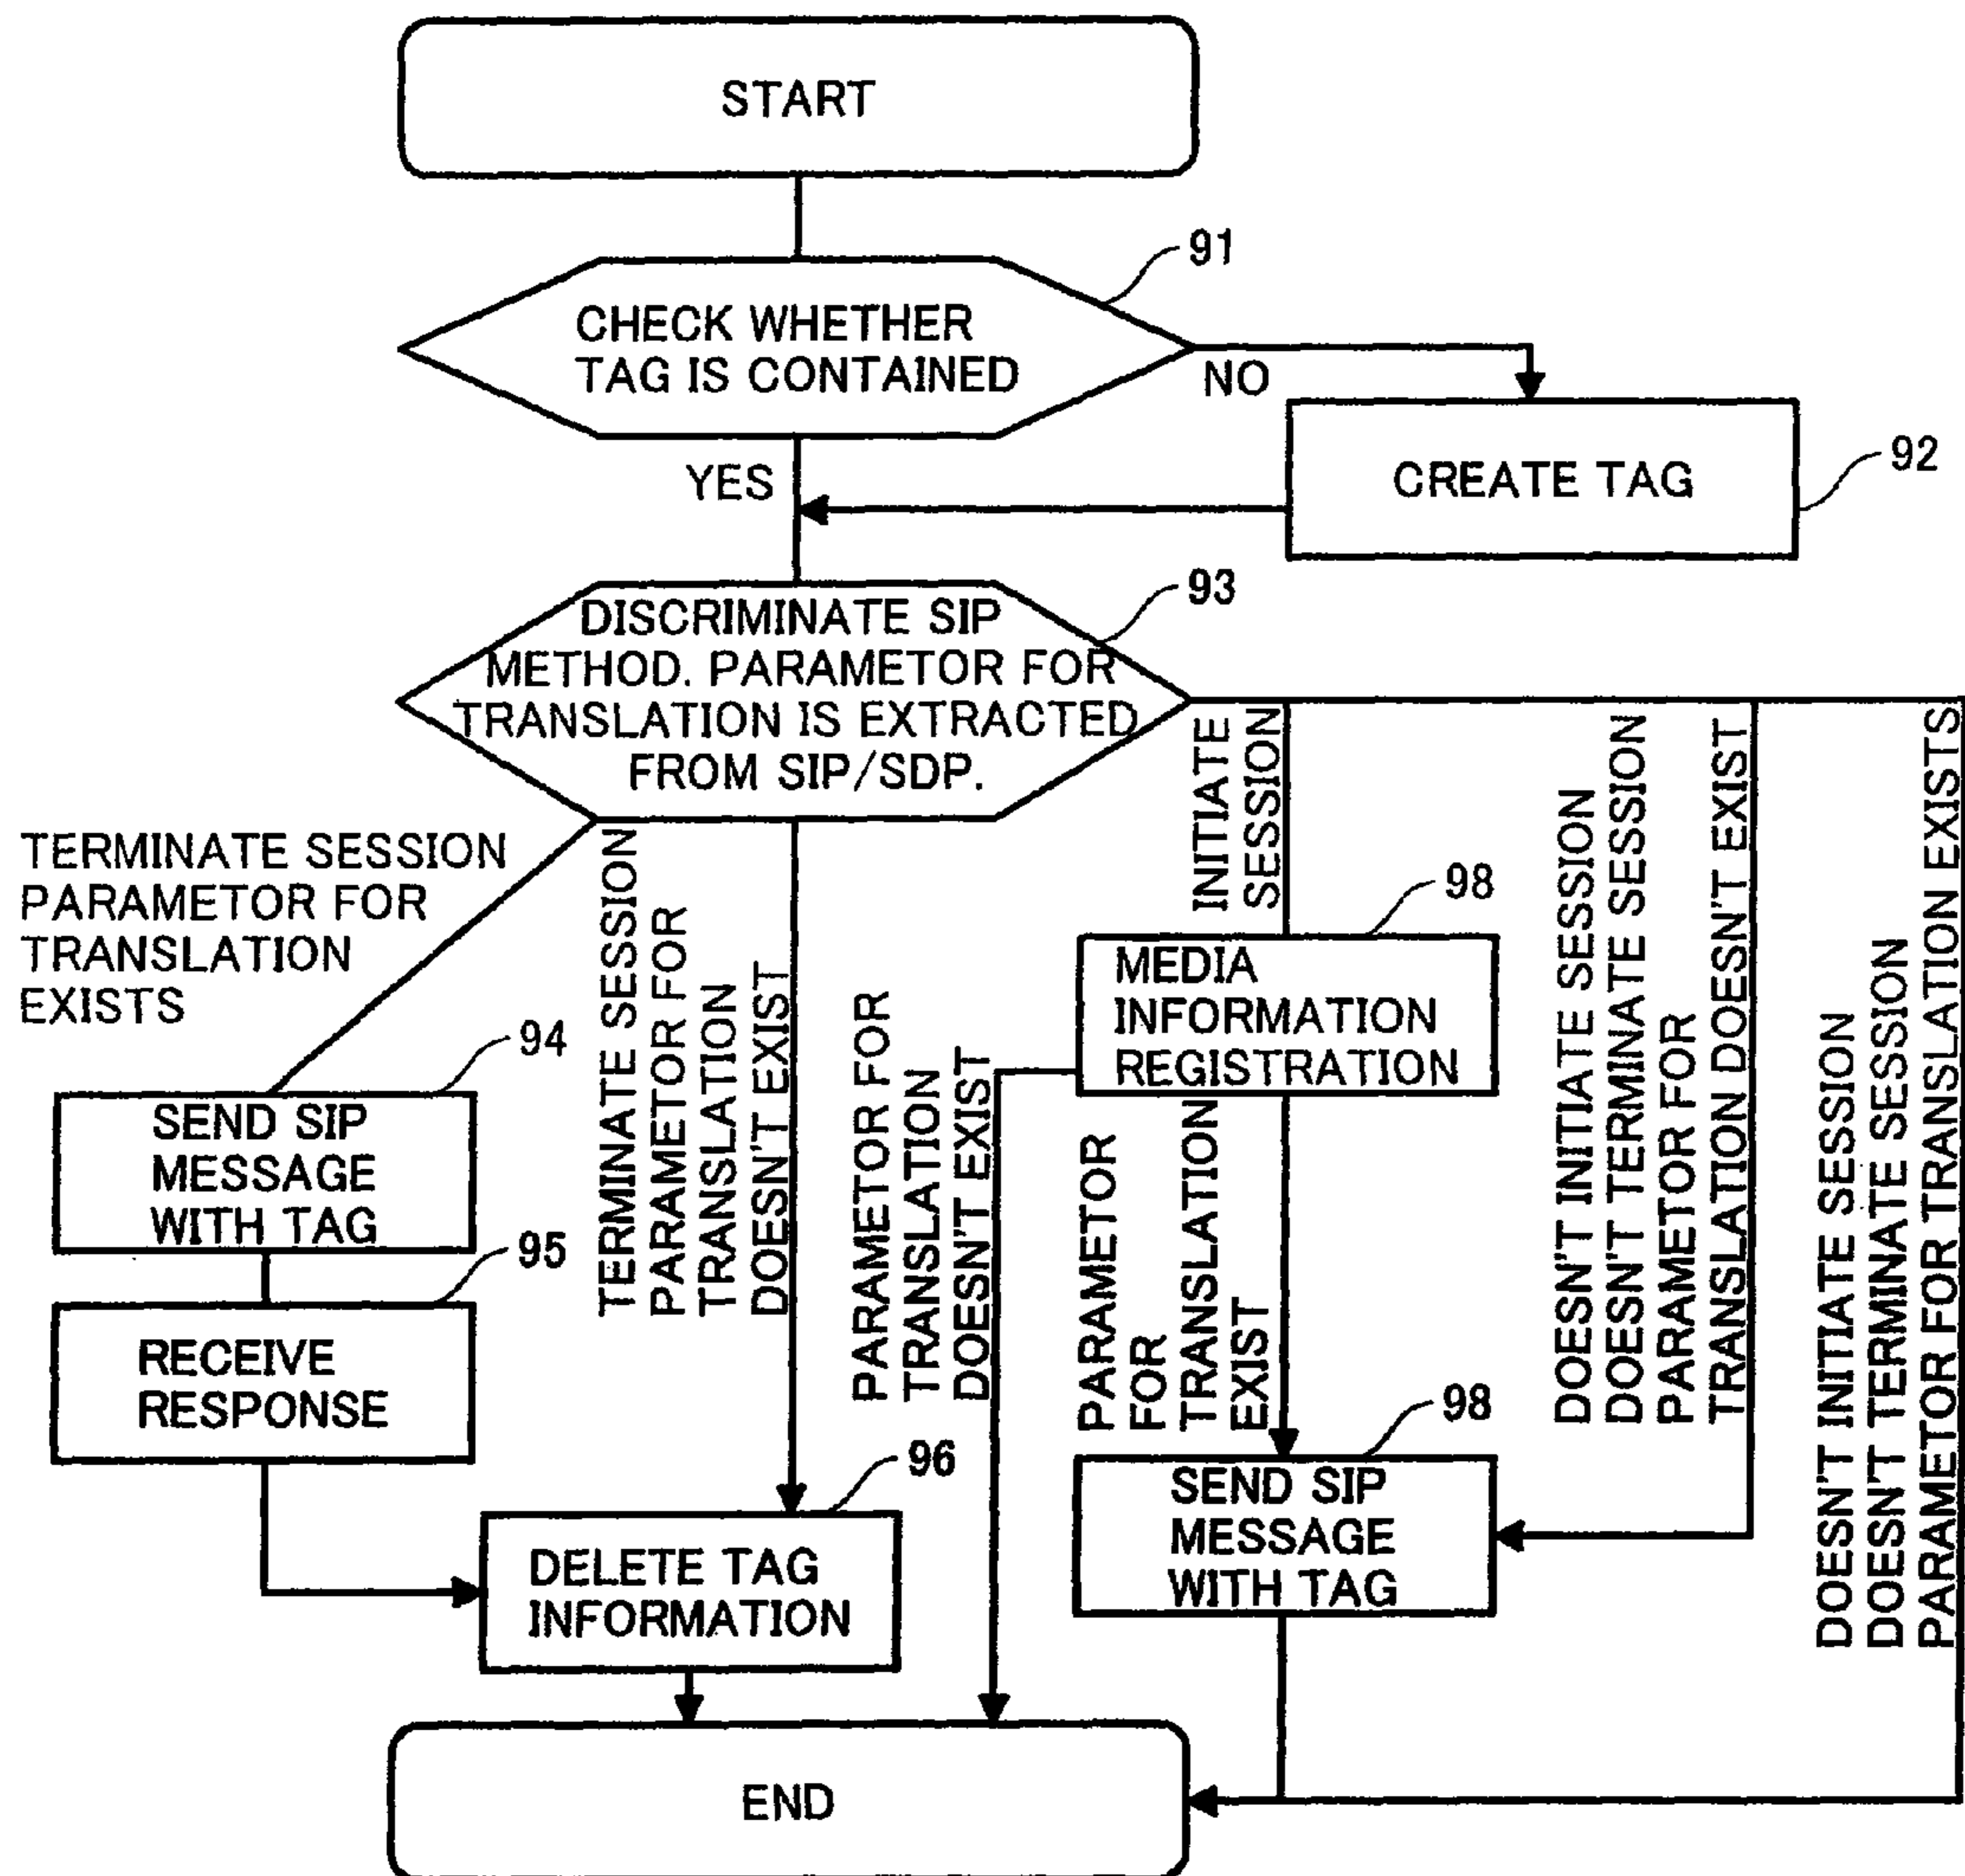 START
91
CHECK WHETHER
TAG IS CONTAINED
NO
92
CREATE TAG
YES
93
DISCRIMINATE SIP
METHOD. PARAMETOR FOR
TRANSLATION IS EXTRACTED
FROM SIP/SDP.
TERMINATE SESSION
PARAMETOR FOR
TRANSLATION
EXISTS
TERMINATE SESSION
PARAMETOR FOR
TRANSLATION
DOESN'T EXIST
INITIATE
SESSION
DOESN'T INITIATE SESSION
DOESN'T TERMINATE SESSION
PARAMETOR FOR
TRANSLATION DOESN'T EXIST
DOESN'T INITIATE SESSION
DOESN'T TERMINATE SESSION
PARAMETOR FOR TRANSLATION EXISTS
98
MEDIA
INFORMATION
REGISTRATION
94
SEND SIP
MESSAGE
WITH TAG
95
RECEIVE
RESPONSE
PARAMETOR FOR
TRANSLATION
DOESN'T EXIST
PARAMETOR
FOR
TRANSLATION
EXIST
98
SEND SIP
MESSAGE
WITH TAG
96
DELETE TAG
INFORMATION
END